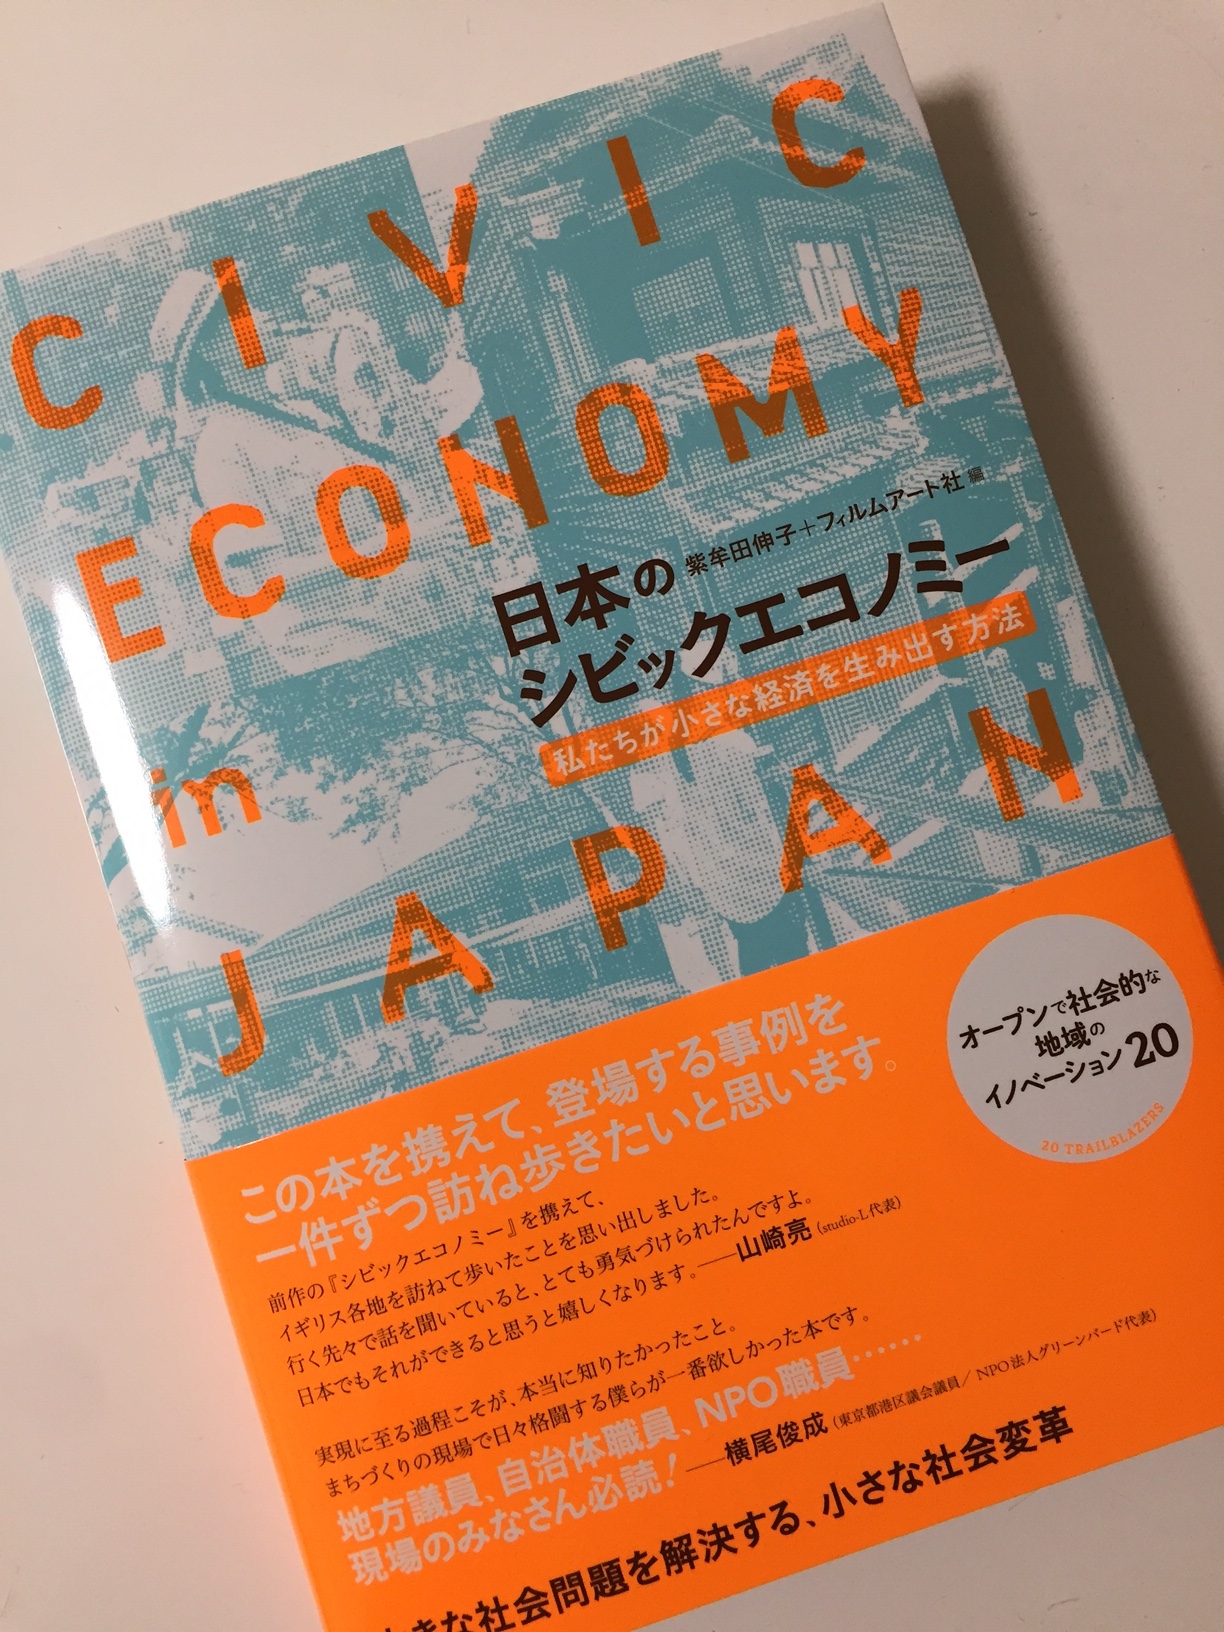 CIVIC
ECONOMY
in
JAPAN
紫牟田伸子+フィルムアート社 編
日本の
シビックエコノミー
私たちが小さな経済を生み出す方法
オープンで社会的な
地域の
イノベーション20
20 TRAILBLAZERS
この本を携えて、登場する事例を
一件ずつ訪ね歩きたいと思います。
前作の『シビックエコノミー』を携えて、
イギリス各地を訪ねて歩いたことを思い出しました。
行く先々で話を聞いていると、とても勇気づけられたんですよ。
日本でもそれができると思うと嬉しくなります。──山崎亮(studio-L代表)
実現に至る過程こそが、本当に知りたかったこと。
まちづくりの現場で日々格闘する僕らが一番欲しかった本です。
地方議員、自治体職員、NPO職員……
現場のみなさん必読!──横尾俊成(東京都港区議会議員/NPO法人グリーンバード代表)
きな社会問題を解決する、小さな社会変革